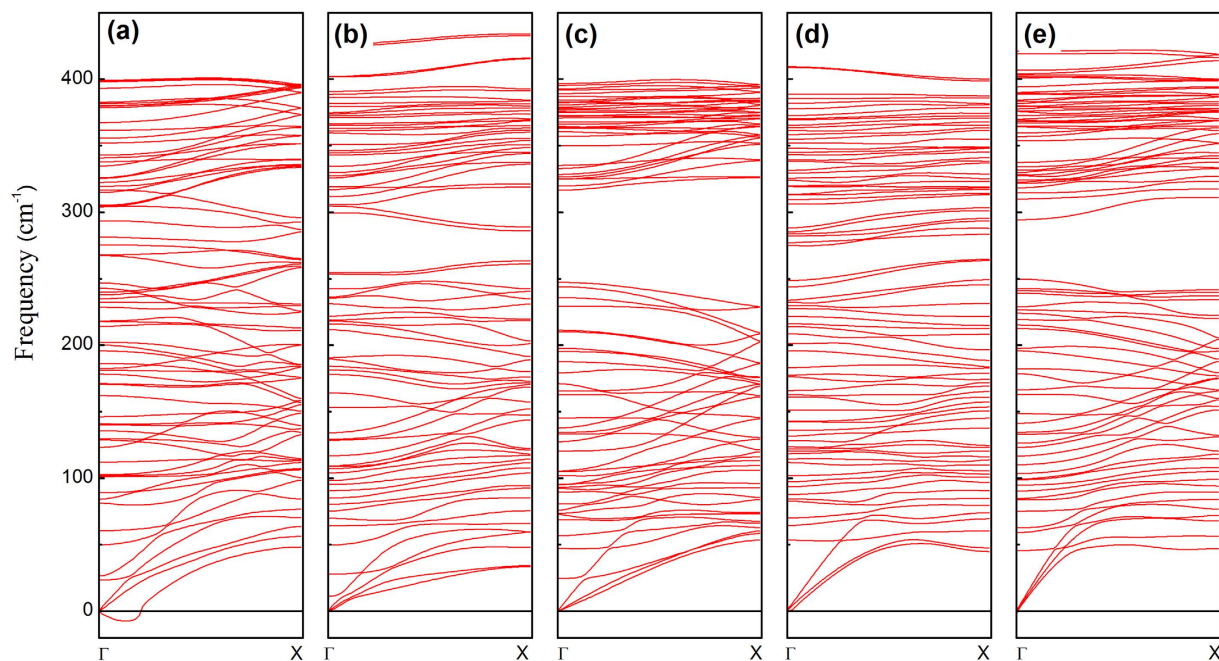 (a) (b) (c) (d) (e)
400
300
200
100
0
Frequency (cm⁻¹)
Γ X Γ X Γ X Γ X Γ X